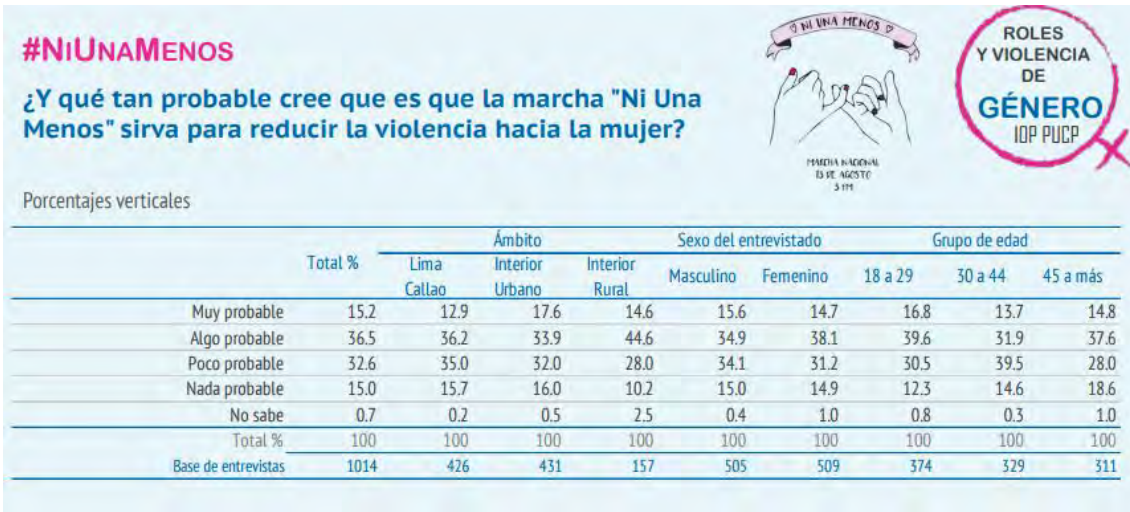 #NIUNAMENOS
¿Y qué tan probable cree que es que la marcha "Ni Una
Menos" sirva para reducir la violencia hacia la mujer?
NI UNA MENOS
MARCHA NACIONAL
13 DE AGOSTO
3 PM
ROLES
Y VIOLENCIA
DE
GÉNERO
IOP PUCP
Porcentajes verticales
Ámbito Sexo del entrevistado Grupo de edad
Total % Lima Callao Interior Urbano Interior Rural Masculino Femenino 18 a 29 30 a 44 45 a más
Muy probable 15.2 12.9 17.6 14.6 15.6 14.7 16.8 13.7 14.8
Algo probable 36.5 36.2 33.9 44.6 34.9 38.1 39.6 31.9 37.6
Poco probable 32.6 35.0 32.0 28.0 34.1 31.2 30.5 39.5 28.0
Nada probable 15.0 15.7 16.0 10.2 15.0 14.9 12.3 14.6 18.6
No sabe 0.7 0.2 0.5 2.5 0.4 1.0 0.8 0.3 1.0
Total % 100 100 100 100 100 100 100 100 100
Base de entrevistas 1014 426 431 157 505 509 374 329 311